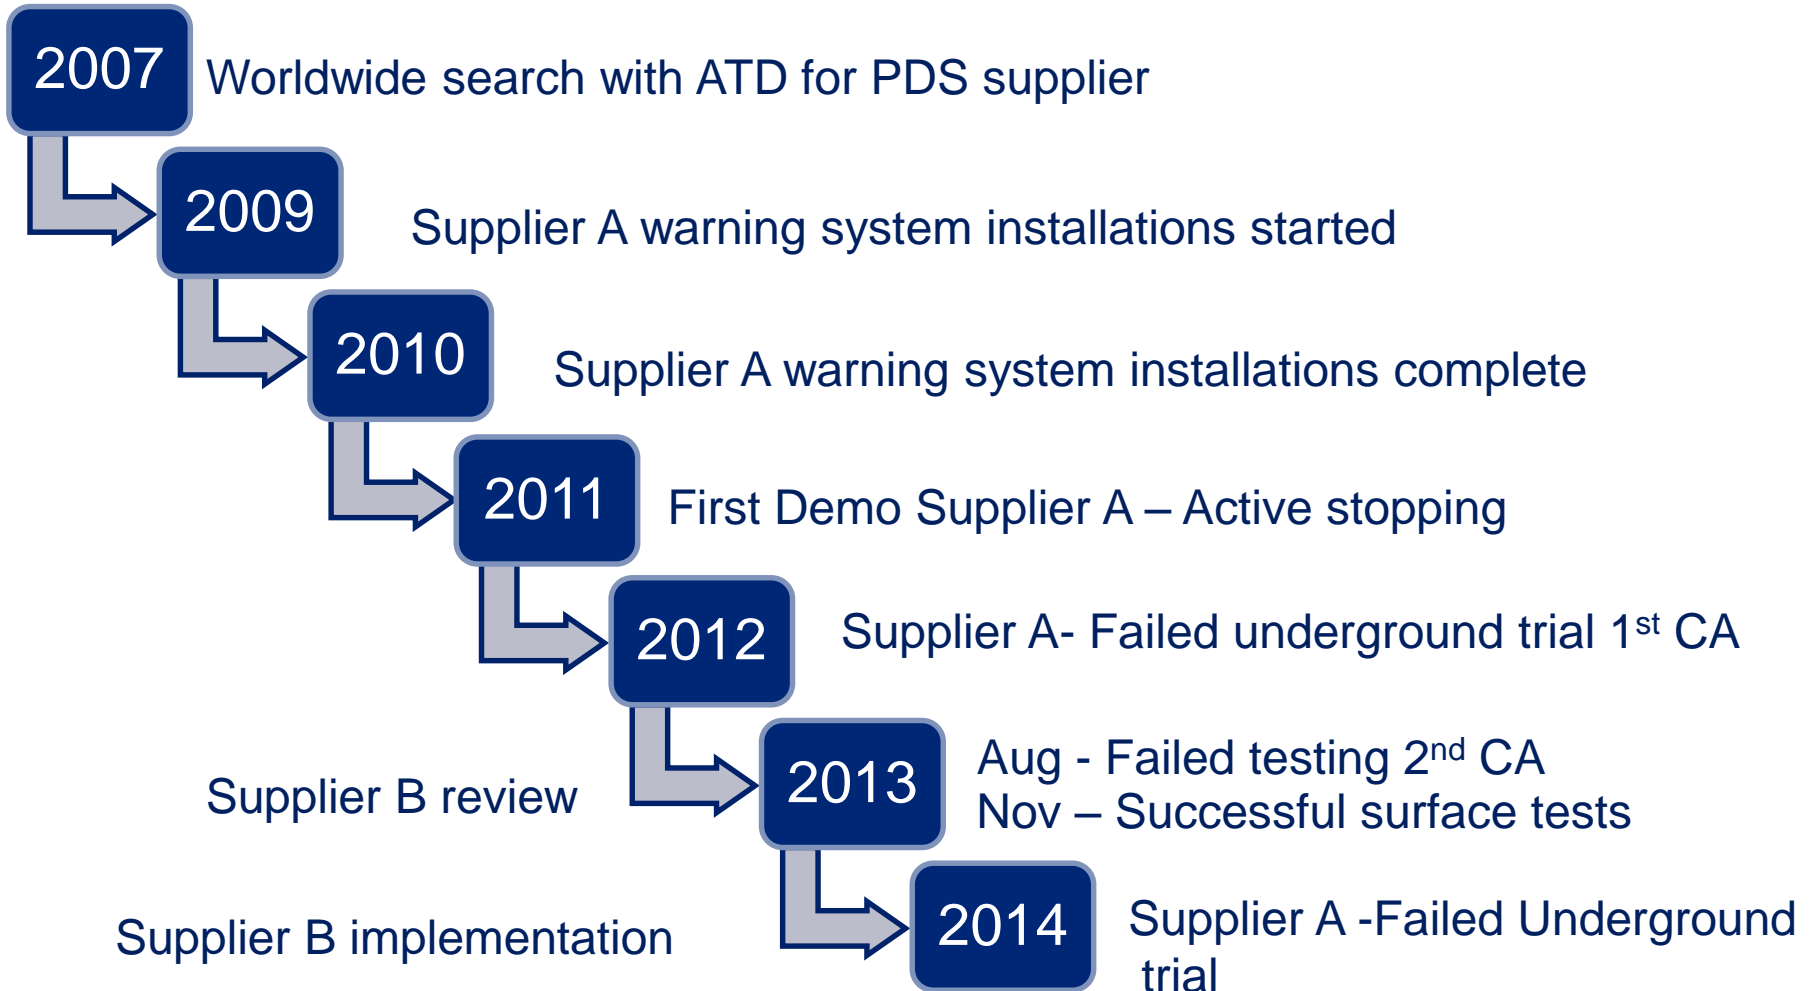 2007
Worldwide search with ATD for PDS supplier
2009
Supplier A warning system installations started
2010
Supplier A warning system installations complete
2011
First Demo Supplier A – Active stopping
2012
Supplier A- Failed underground trial 1st CA
Supplier B review
2013
Aug - Failed testing 2nd CA
Nov – Successful surface tests
Supplier B implementation
2014
Supplier A -Failed Underground
trial